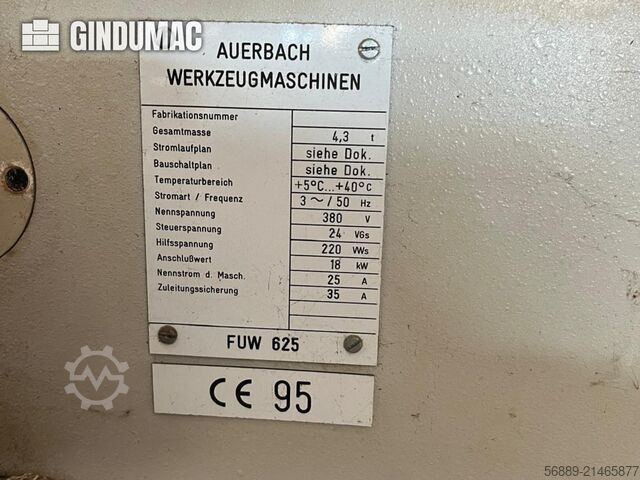 GINDUMAC
AUERBACH
WERKZEUGMASCHINEN
Fabrikationsnummer
Gesamtmasse 4,3 t
Stromlaufplan siehe Dok.
Bauschaltplan siehe Dok.
Temperaturbereich +5°C...+40°C
Stromart / Frequenz 3 ~ / 50 Hz
Nennspannung 380 V
Steuerspannung 24 VGs
Hilfsspannung 220 VWs
Anschlußwert 18 kW
Nennstrom d. Masch. 25 A
Zuleitungssicherung 35 A
FUW 625
CE 95
56889-21465877